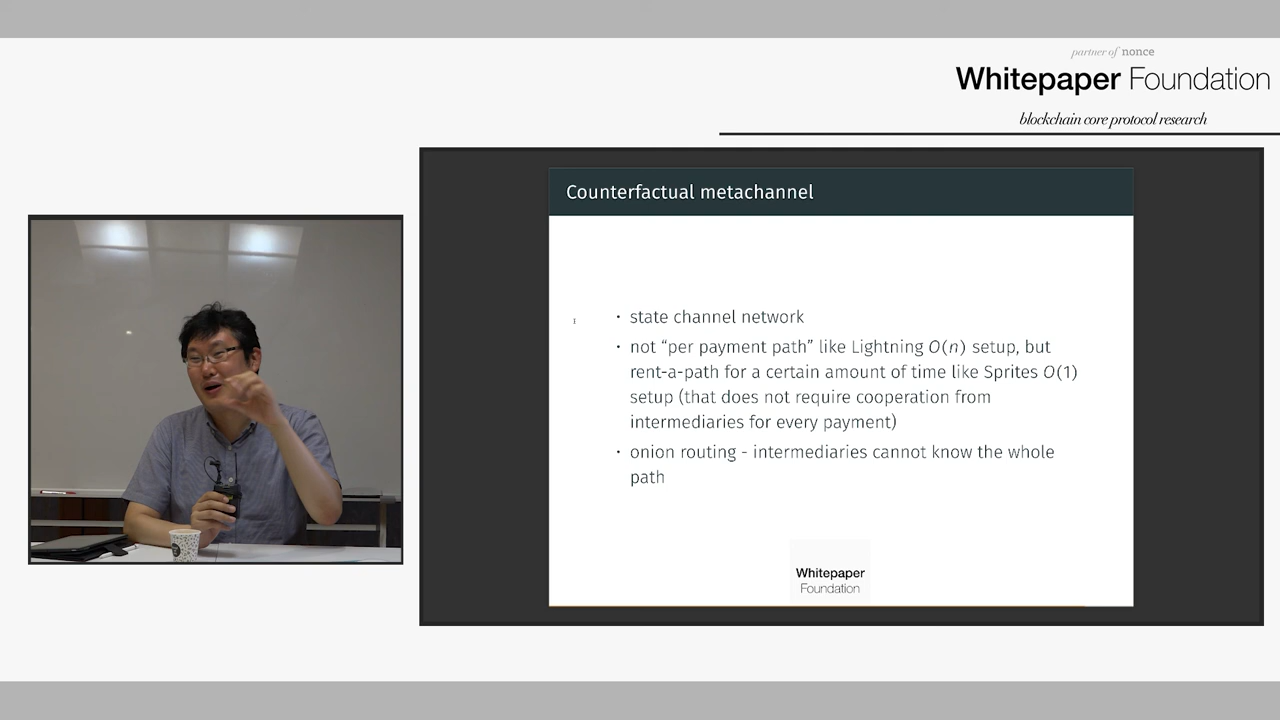 partner of nonce
Whitepaper Foundation
blockchain core protocol research
Counterfactual metachannel
• state channel network
• not “per payment path” like Lightning O(n) setup, but
rent-a-path for a certain amount of time like Sprites O(1)
setup (that does not require cooperation from
intermediaries for every payment)
• onion routing - intermediaries cannot know the whole
path
Whitepaper
Foundation